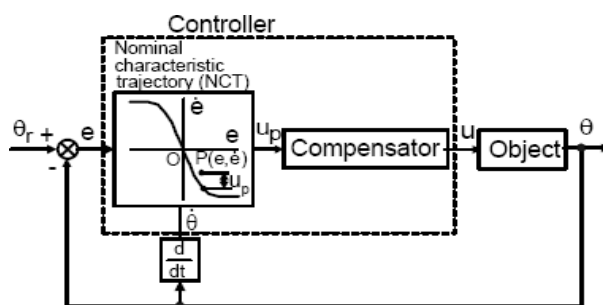 Controller
Nominal
characteristic
trajectory (NCT)
ė
θr + e e up u θ
O P(e,ė) Compensator Object
-
up
θ̇
d
dt